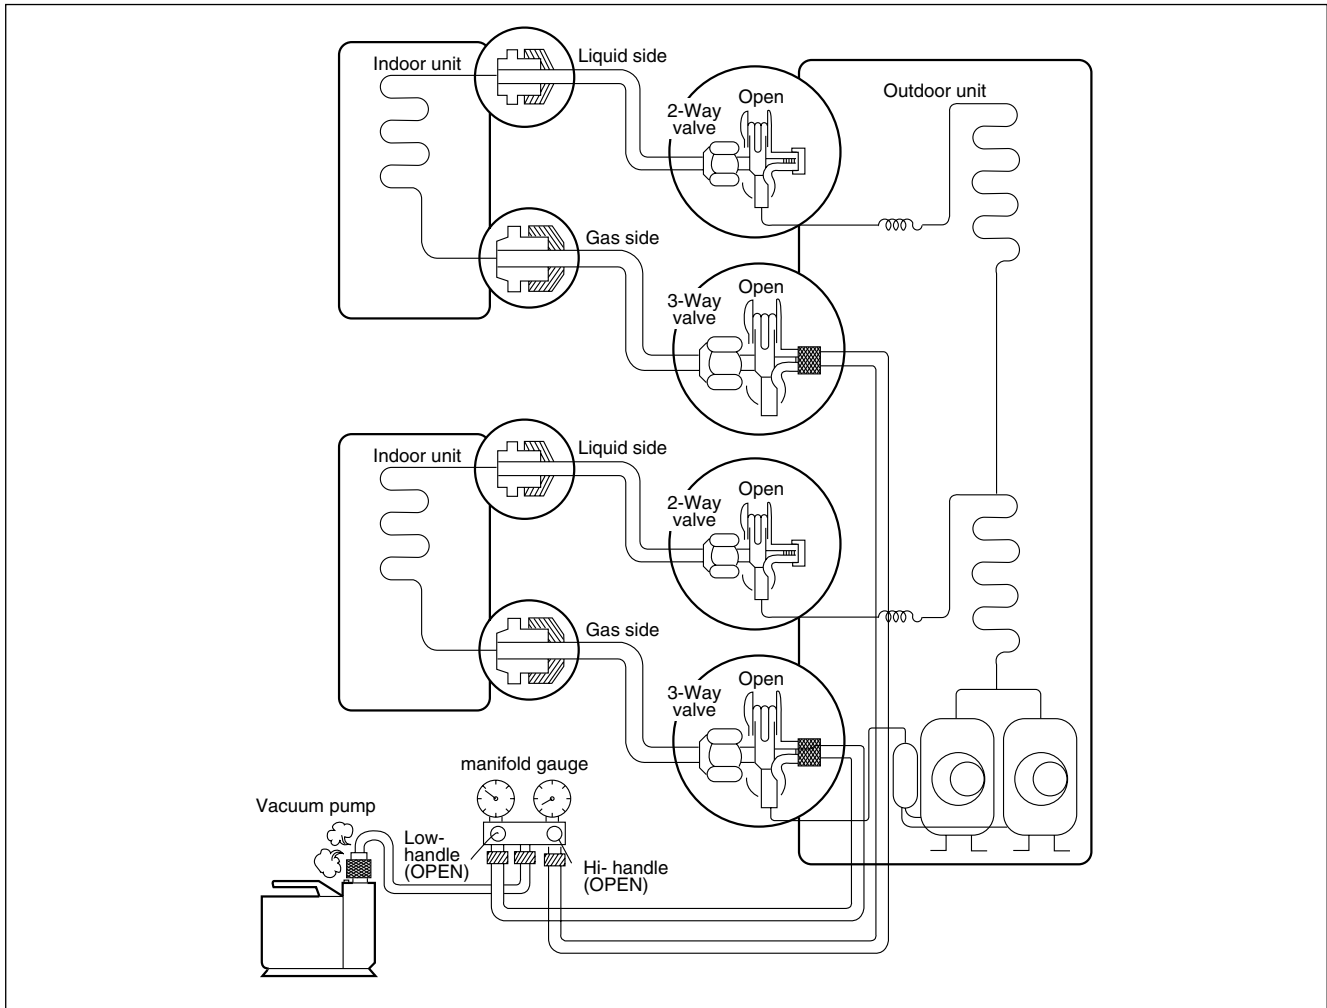 Indoor unit
Liquid side
2-Way
valve
Open
Outdoor unit
Gas side
3-Way
valve
Open
Indoor unit
Liquid side
2-Way
valve
Open
Gas side
3-Way
valve
Open
manifold gauge
Vacuum pump
Low-
handle
(OPEN)
Hi- handle
(OPEN)